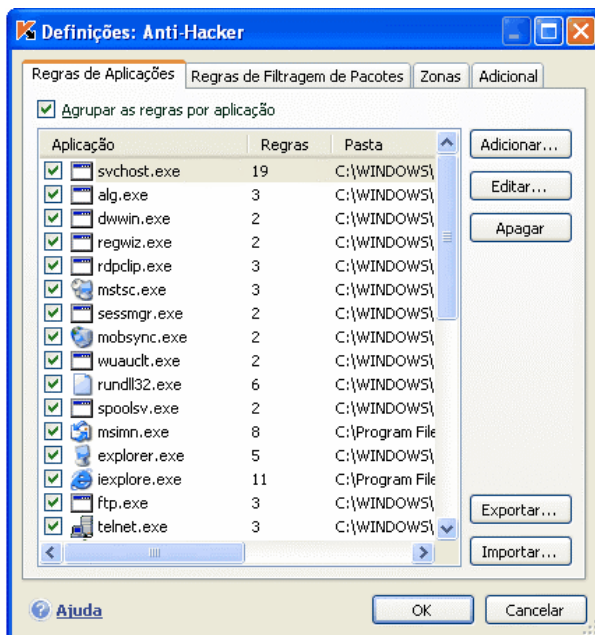 Definições: Anti-Hacker
Regras de Aplicações Regras de Filtragem de Pacotes Zonas Adicional
Agrupar as regras por aplicação
Aplicação Regras Pasta
svchost.exe 19 C:\WINDOWS\
alg.exe 3 C:\WINDOWS\
dwwin.exe 2 C:\WINDOWS\
regwiz.exe 2 C:\WINDOWS\
rdpclip.exe 3 C:\WINDOWS\
mstsc.exe 3 C:\WINDOWS\
sessmgr.exe 2 C:\WINDOWS\
mobsync.exe 2 C:\WINDOWS\
wuauclt.exe 2 C:\WINDOWS\
rundll32.exe 6 C:\WINDOWS\
spoolsv.exe 2 C:\WINDOWS\
msimn.exe 8 C:\Program File
explorer.exe 5 C:\WINDOWS\
iexplore.exe 11 C:\Program File
ftp.exe 3 C:\WINDOWS\
telnet.exe 3 C:\WINDOWS\
Adicionar...
Editar...
Apagar
Exportar...
Importar...
Ajuda OK Cancelar